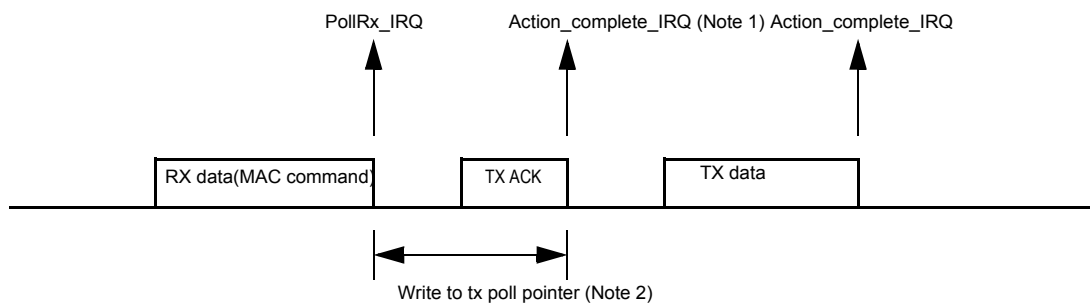 PollRx_IRQ Action_complete_IRQ (Note 1) Action_complete_IRQ
RX data(MAC command) TX ACK TX data
Write to tx poll pointer (Note 2)